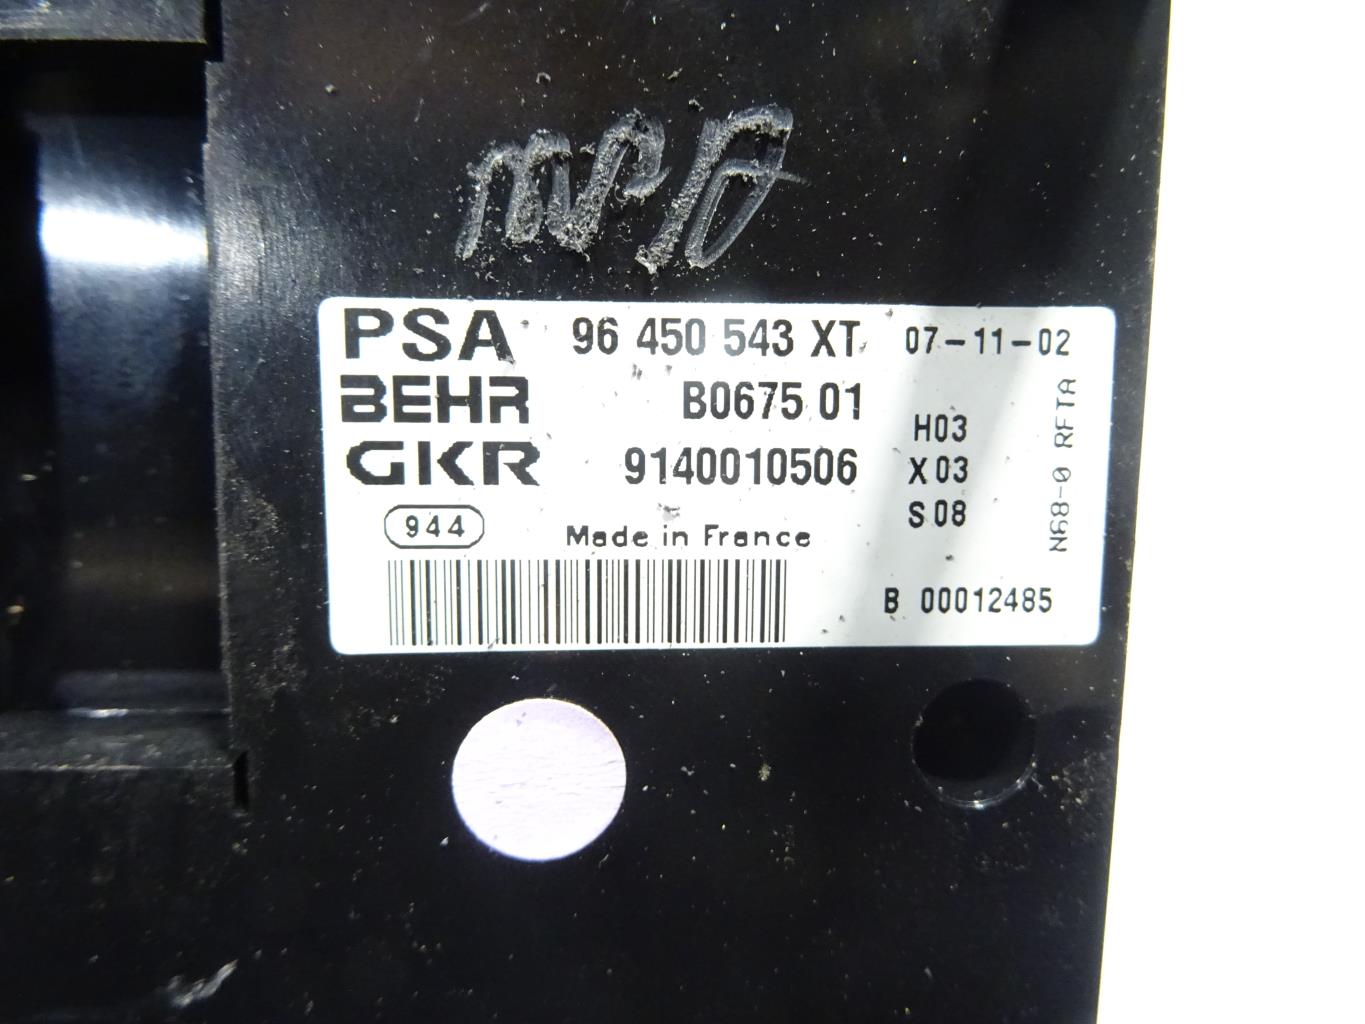 PSA 96 450 543 XT 07-11-02
BEHR B0675 01
GKR 9140010506
H03
X 03
S 08
N68-0 RFTA
944
Made in France
B 00012485